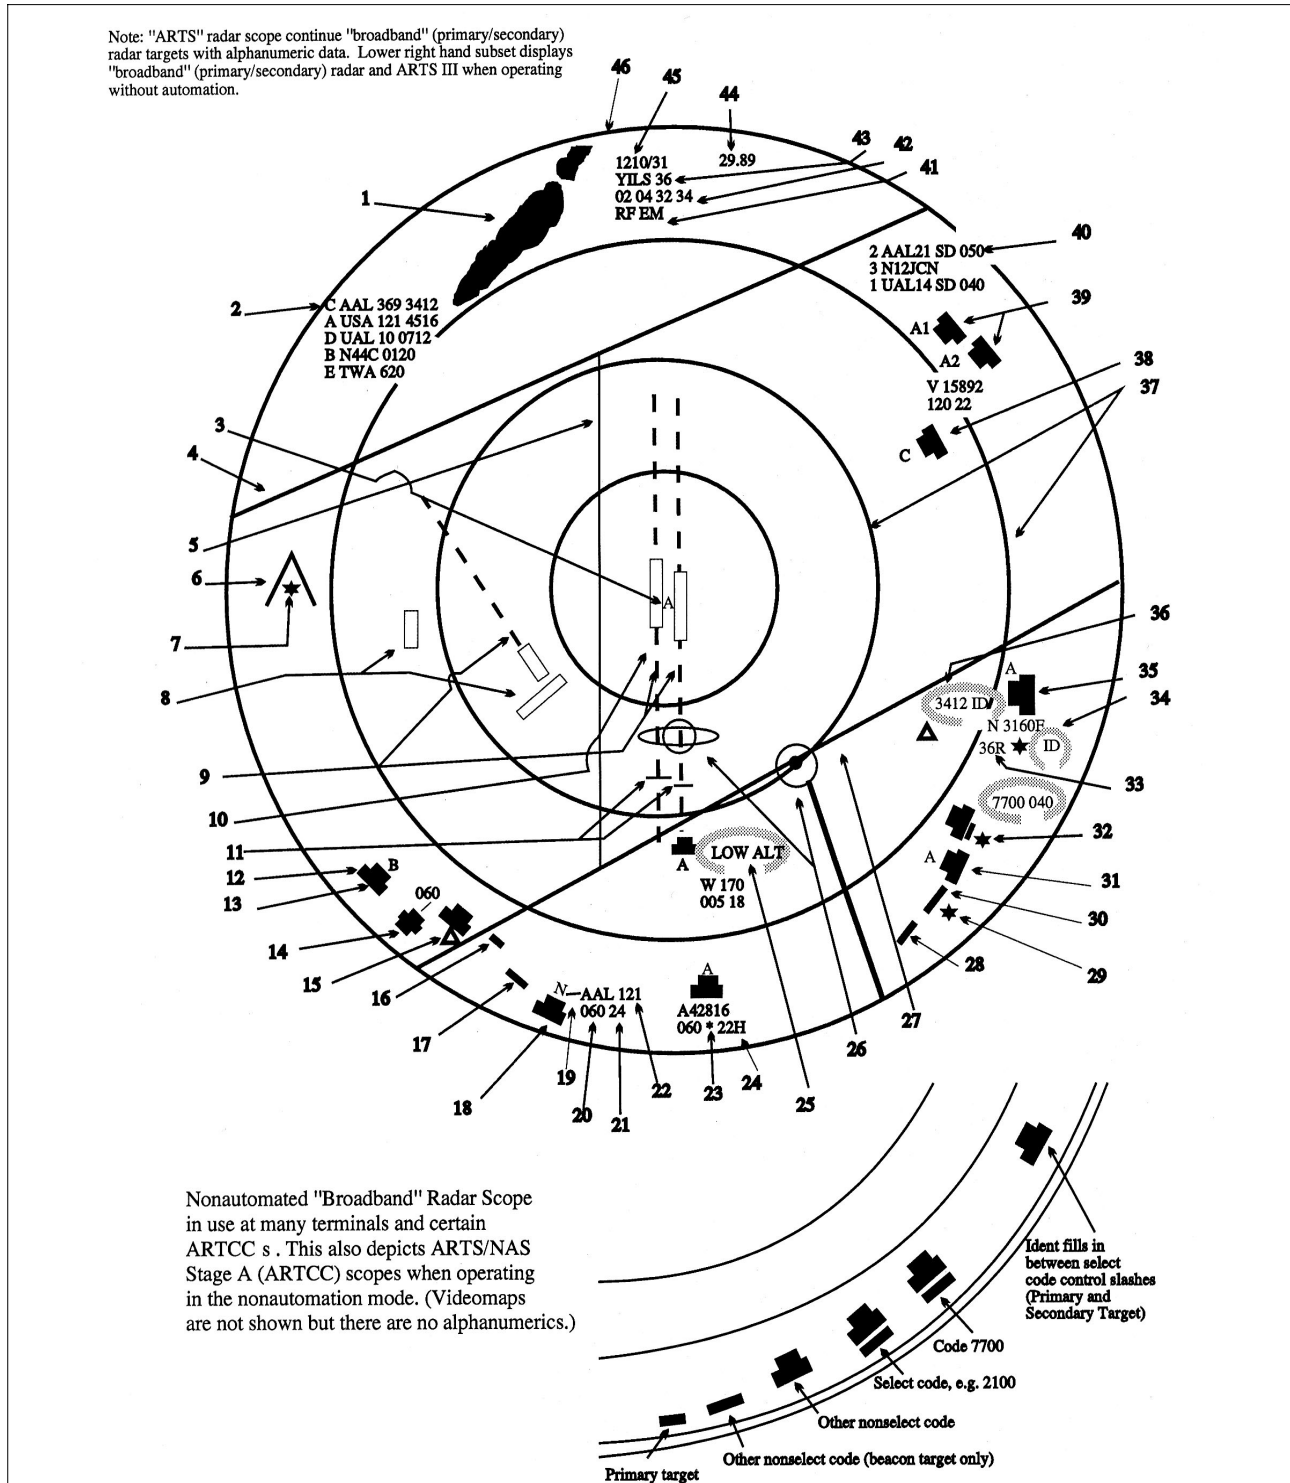 Note: "ARTS" radar scope continue "broadband" (primary/secondary)
radar targets with alphanumeric data. Lower right hand subset displays
"broadband" (primary/secondary) radar and ARTS III when operating
without automation.
46
45
44
43
42
41
1210/31
29.89
YILS 36
02 04 32 34
RF EM
1
40
2 AAL21 SD 050
3 N12JCN
1 UAL14 SD 040
2
C AAL 369 3412
A USA 121 4516
D UAL 10 0712
B N44C 0120
E TWA 620
39
A1
A2
38
37
V 15892
120 22
C
3
4
5
6
7
8
A
36
35
A
34
3412 ID
N 3160F
36R
ID
33
7700 040
9
10
11
32
12
B
13
A
31
LOW ALT
A
W 170
005 18
060
14
30
15
16
29
28
27
26
25
A
N
AAL 121
060 24
A42816
060 * 22H
17
18
19
20
21
22
23
24
Nonautomated "Broadband" Radar Scope
in use at many terminals and certain
ARTCC s . This also depicts ARTS/NAS
Stage A (ARTCC) scopes when operating
in the nonautomation mode. (Videomaps
are not shown but there are no alphanumerics.)
Ident fills in
between select
code control slashes
(Primary and
Secondary Target)
Code 7700
Select code, e.g. 2100
Other nonselect code
Other nonselect code (beacon target only)
Primary target